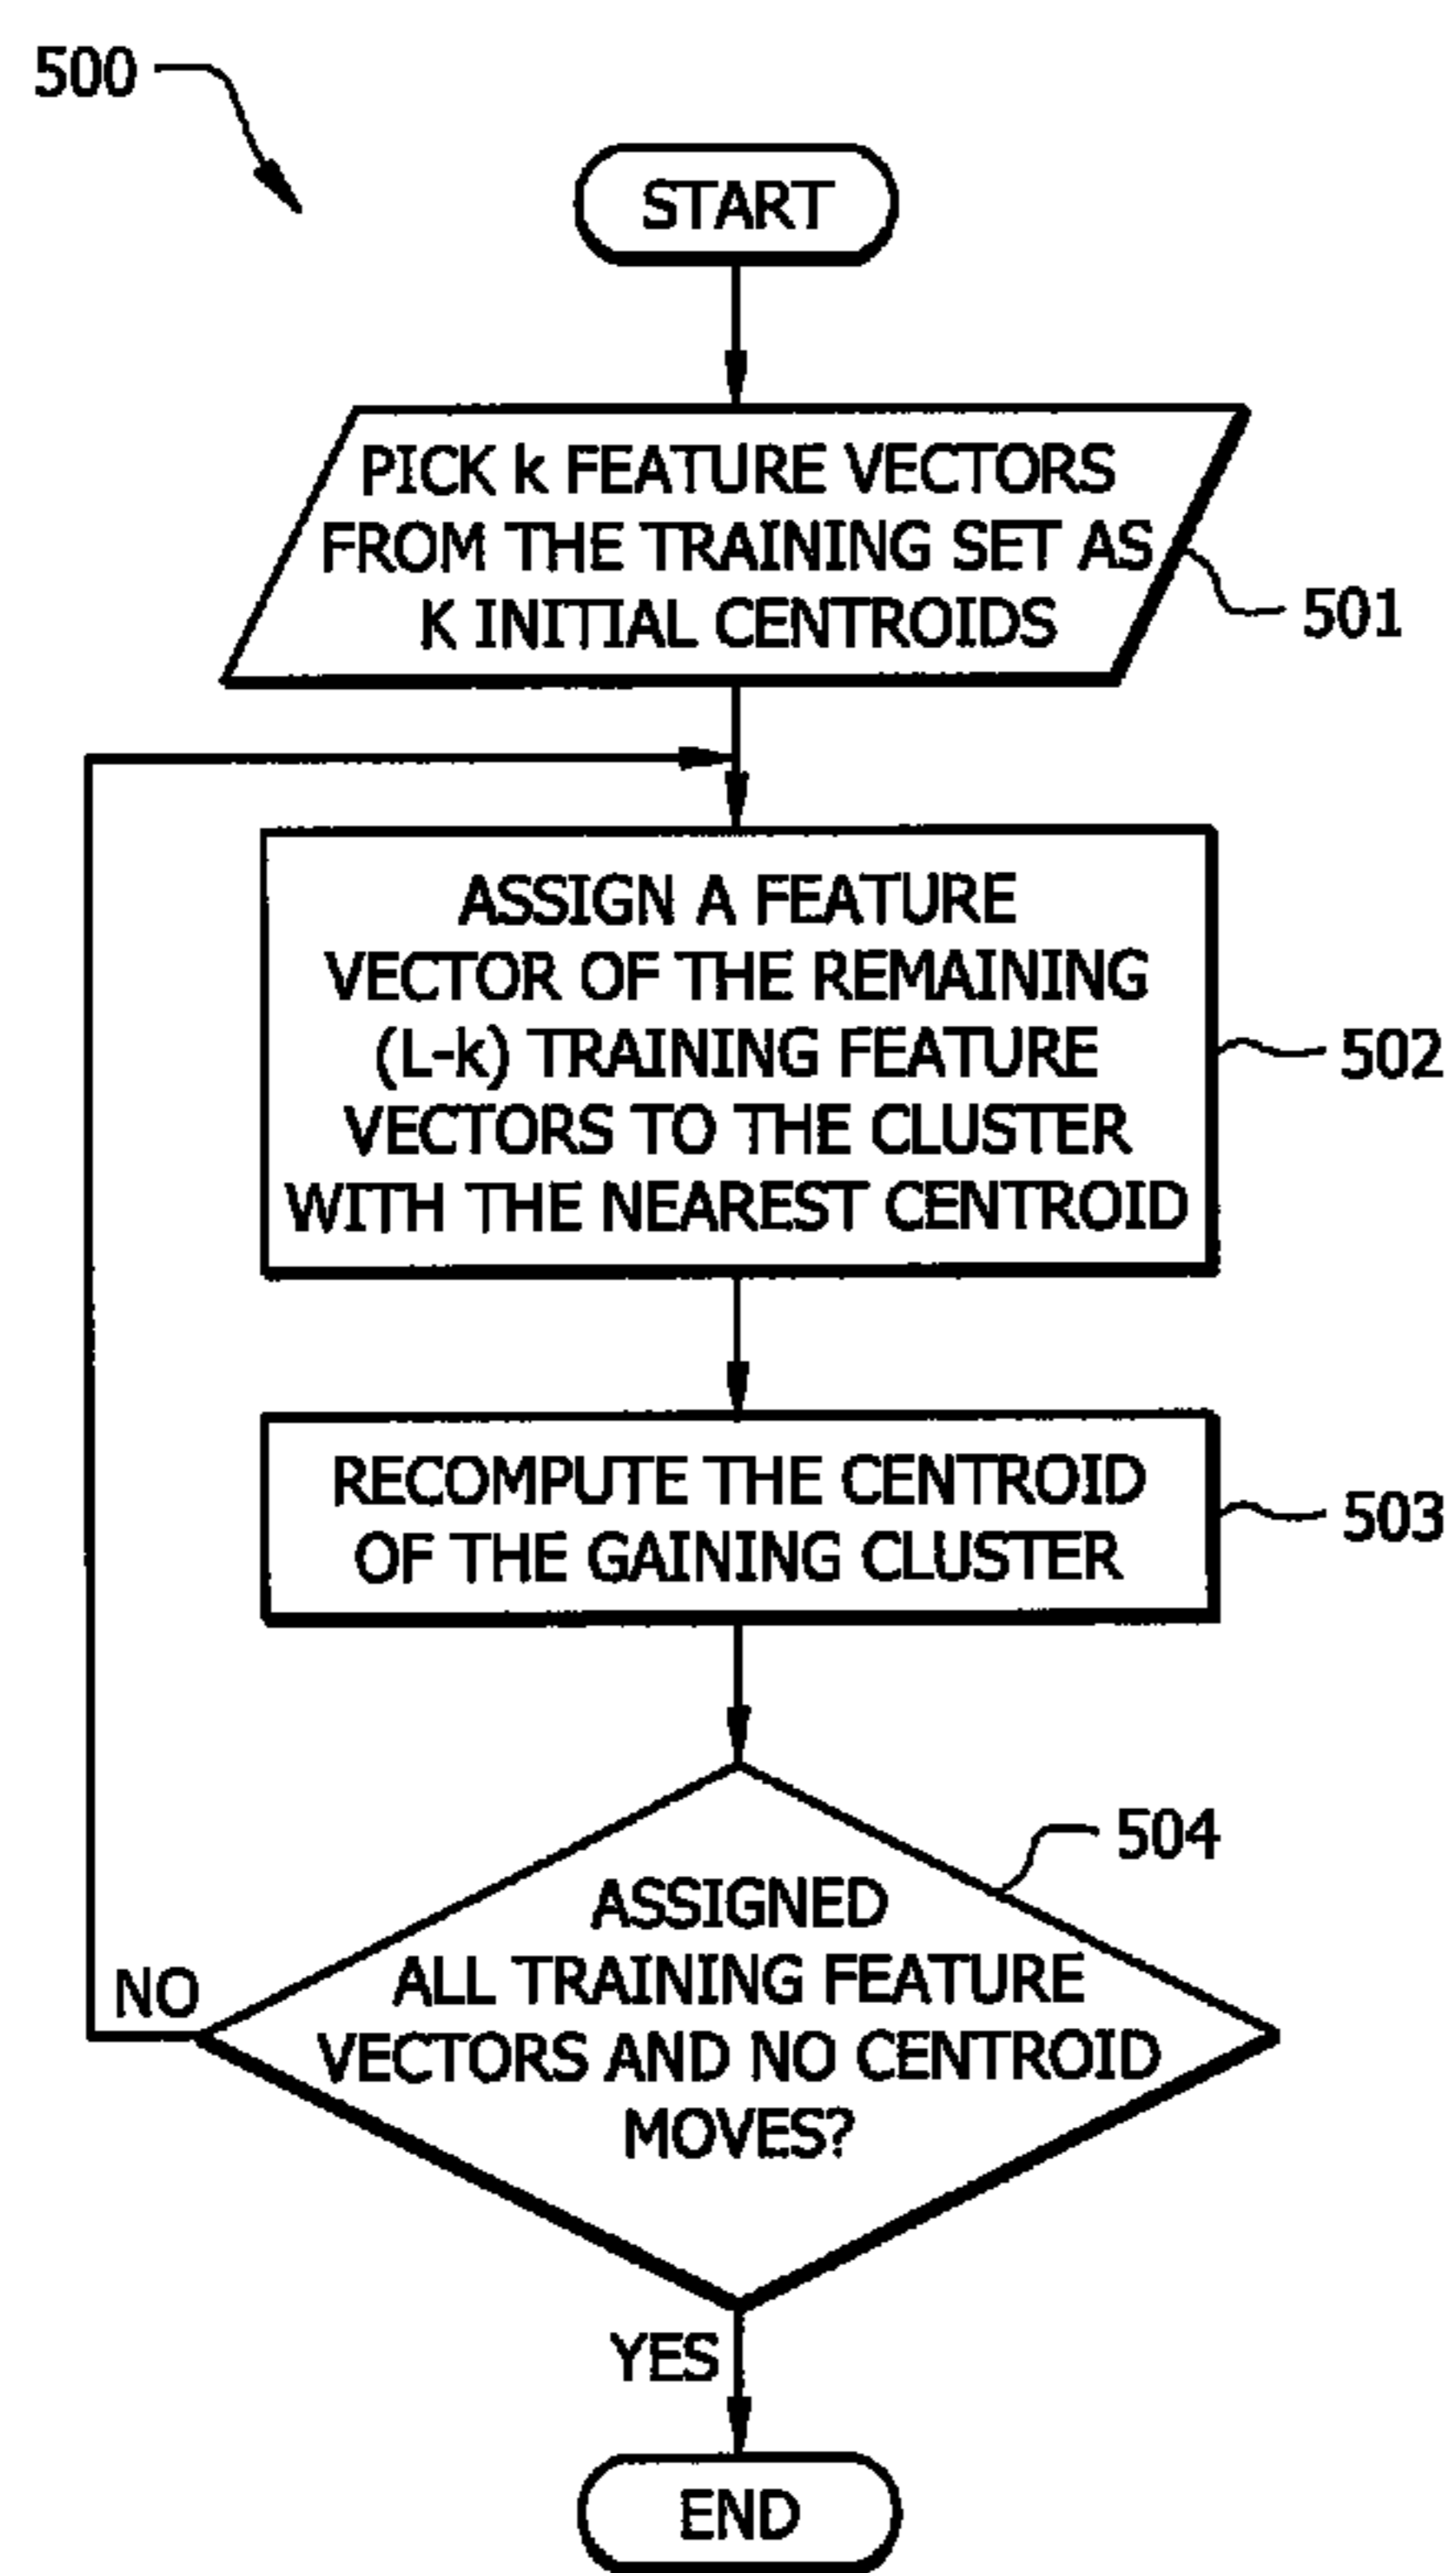 500
START
PICK k FEATURE VECTORS
FROM THE TRAINING SET AS
K INITIAL CENTROIDS
501
ASSIGN A FEATURE
VECTOR OF THE REMAINING
(L-k) TRAINING FEATURE
VECTORS TO THE CLUSTER
WITH THE NEAREST CENTROID
502
RECOMPUTE THE CENTROID
OF THE GAINING CLUSTER
503
504
ASSIGNED
ALL TRAINING FEATURE
VECTORS AND NO CENTROID
MOVES?
NO
YES
END